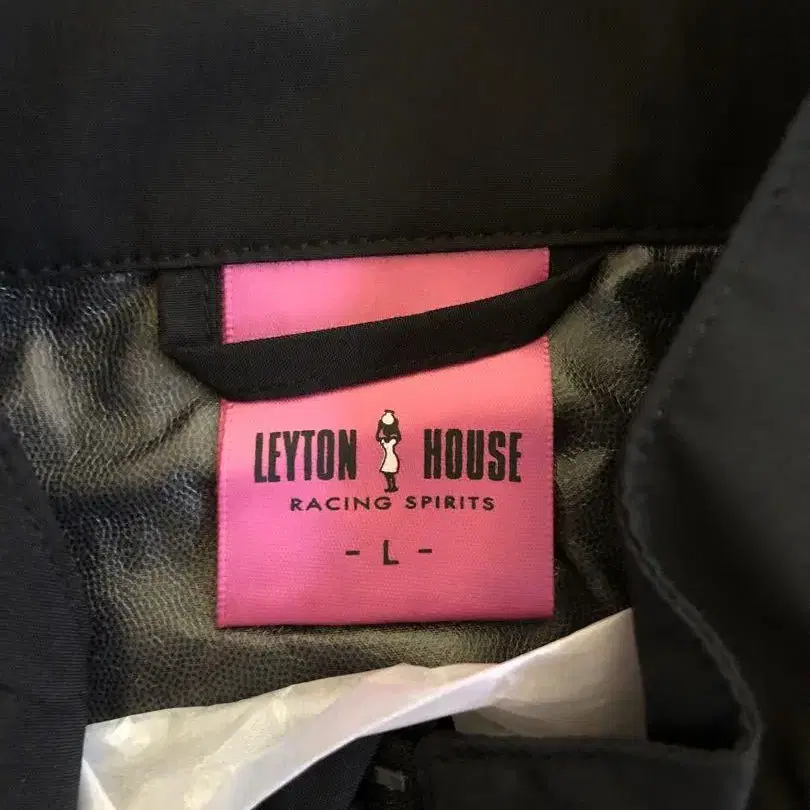 LEYTON HOUSE
RACING SPIRITS
- L -